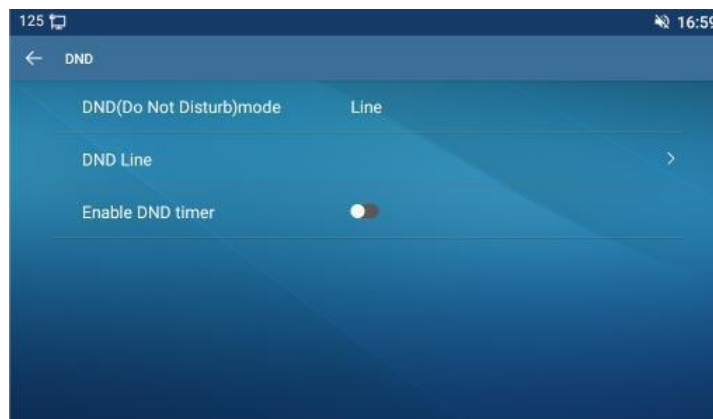 125 16:59
DND
DND(Do Not Disturb)mode Line
DND Line
Enable DND timer